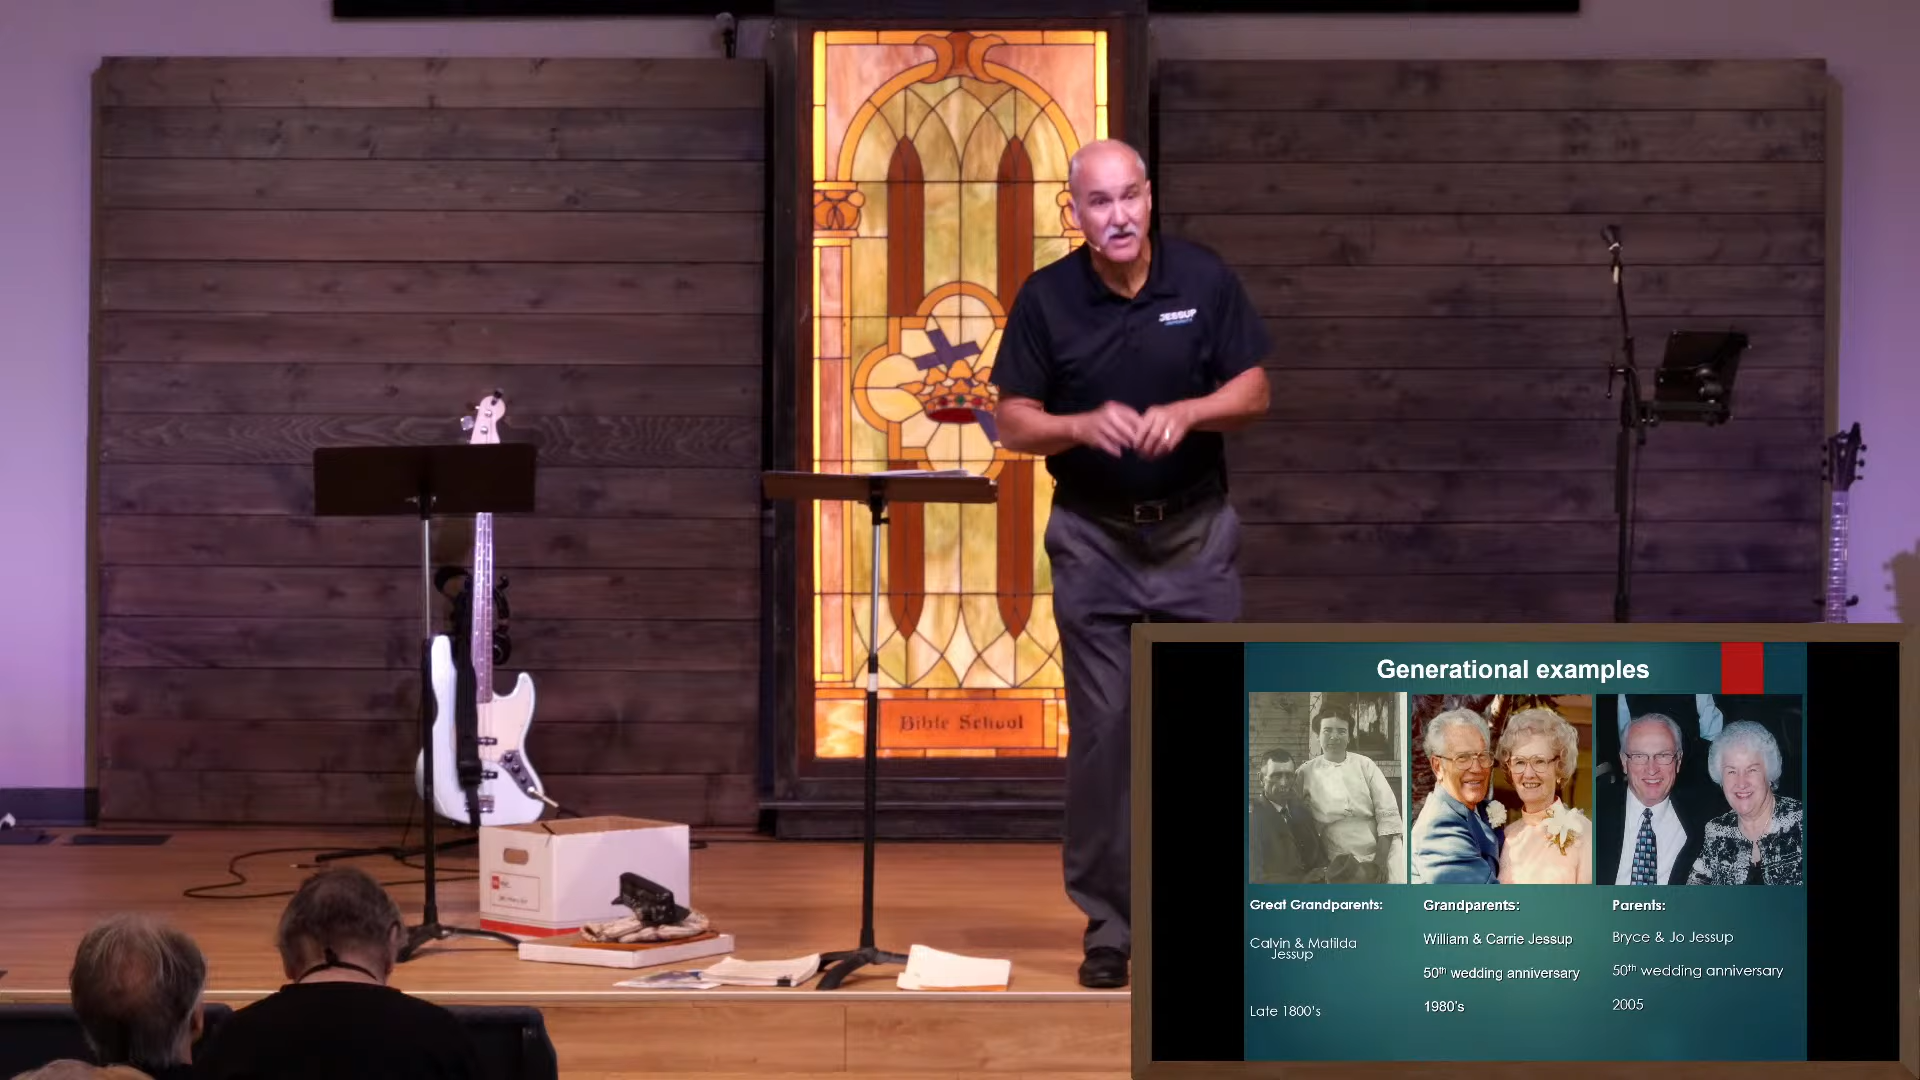 JESSUP
Bible School
Generational examples
Great Grandparents:
Calvin & Matilda
Jessup
Late 1800's
Grandparents:
William & Carrie Jessup
50th wedding anniversary
1980's
Parents:
Bryce & Jo Jessup
50th wedding anniversary
2005